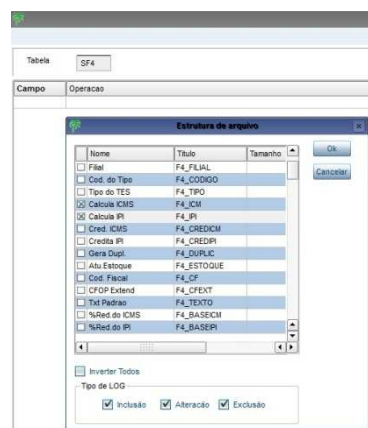 Tabela SF4
Campo Operacao
Estrutura de arquivo
Nome Título Tamanho
Filial F4_FILIAL
Cod. do Tipo F4_CODIGO
Tipo do TES F4_TIPO
Calcula ICMS F4_ICM
Calcula IPI F4_IPI
Cred. ICMS F4_CREDICM
Credita IPI F4_CREDIPI
Gera Dupl. F4_DUPLIC
Atu Estoque F4_ESTOQUE
Cod. Fiscal F4_CF
CFOP Extend F4_CFEXT
Txt Padrao F4_TEXTO
%Red.do ICMS F4_BASEICM
%Red.do IPI F4_BASEIPI
Ok
Cancelar
Inverter Todos
Tipo de LOG
Inclusão Alteracão Exclusão